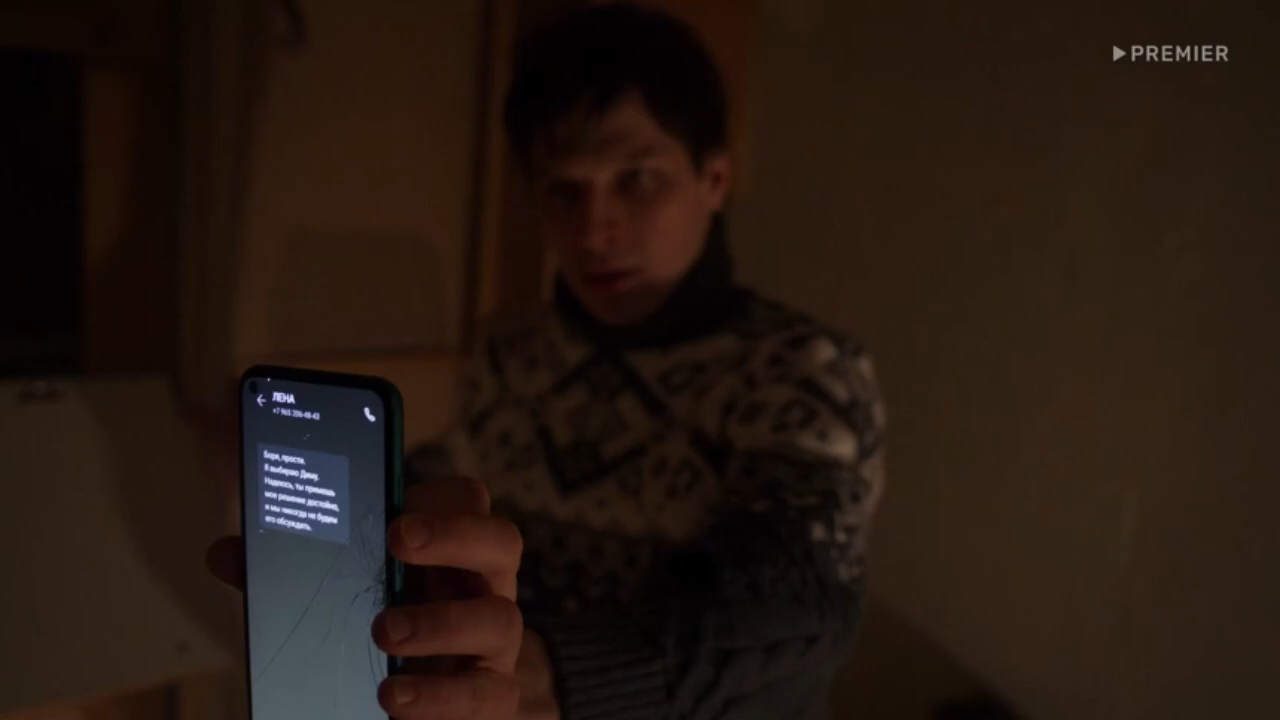 PREMIER
ЛЕНА
+7 965 206-48-43
Боря, прости.
Я выбираю Диму.
Надеюсь, ты примешь
мое решение достойно,
и мы никогда не будем
его обсуждать.